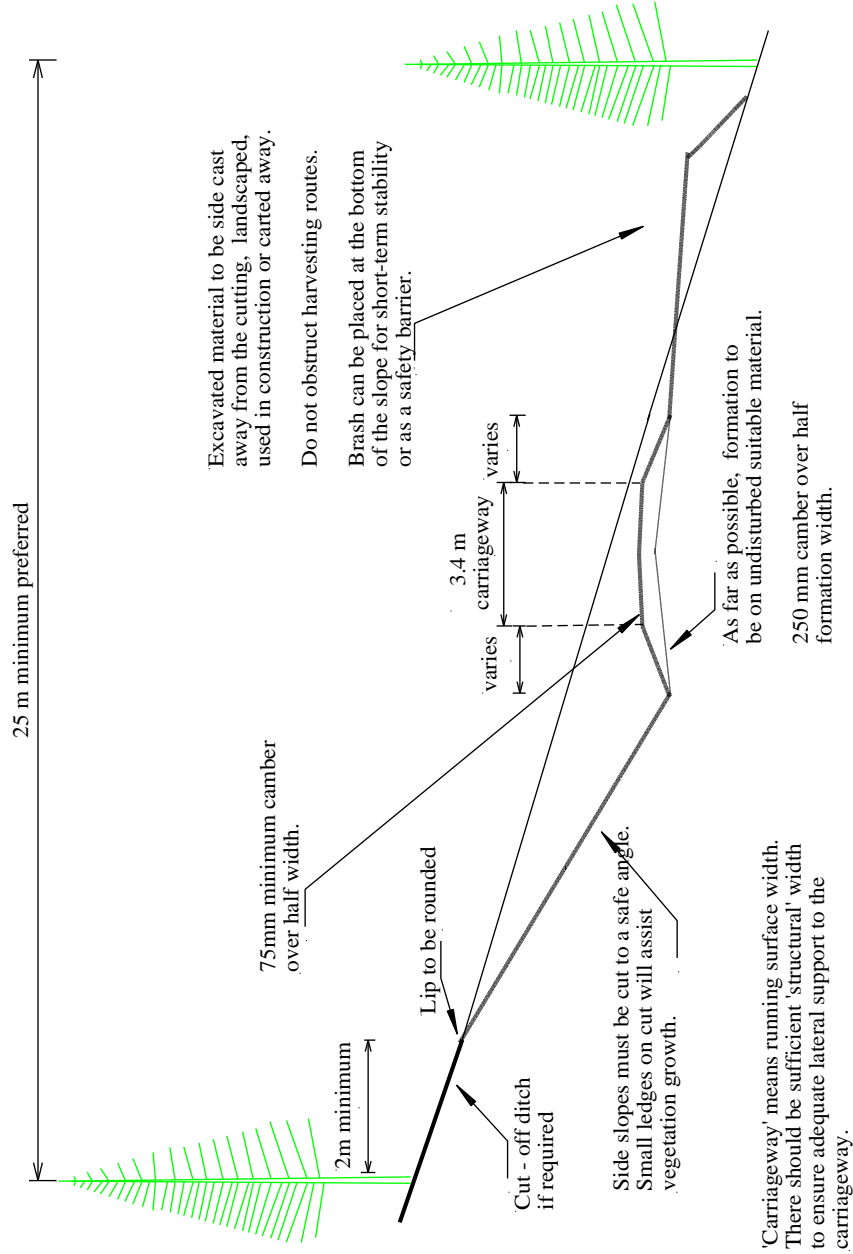 25 m minimum preferred
Excavated material to be side cast
away from the cutting, landscaped,
used in construction or carted away.
Do not obstruct harvesting routes.
Brash can be placed at the bottom
of the slope for short-term stability
or as a safety barrier.
75mm minimum camber
over half width.
3.4 m
carriageway
varies
varies
2m minimum
Lip to be rounded
Cut - off ditch
if required
Side slopes must be cut to a safe angle.
Small ledges on cut will assist
vegetation growth.
As far as possible, formation to
be on undisturbed suitable material.
250 mm camber over half
formation width.
'Carriageway' means running surface width.
There should be sufficient 'structural' width
to ensure adequate lateral support to the
carriageway.